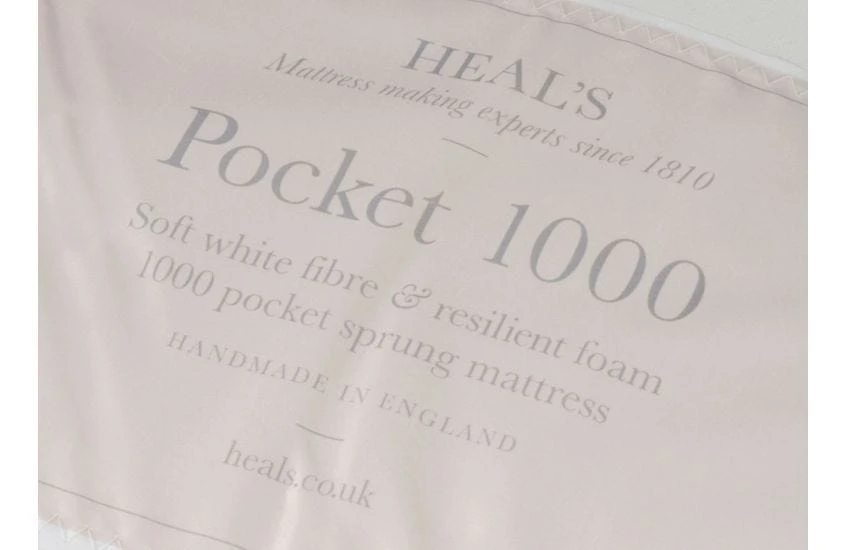 HEAL'S
Mattress making experts since 1810
Pocket 1000
Soft white fibre & resilient foam
1000 pocket sprung mattress
HANDMADE IN ENGLAND
heals.co.uk